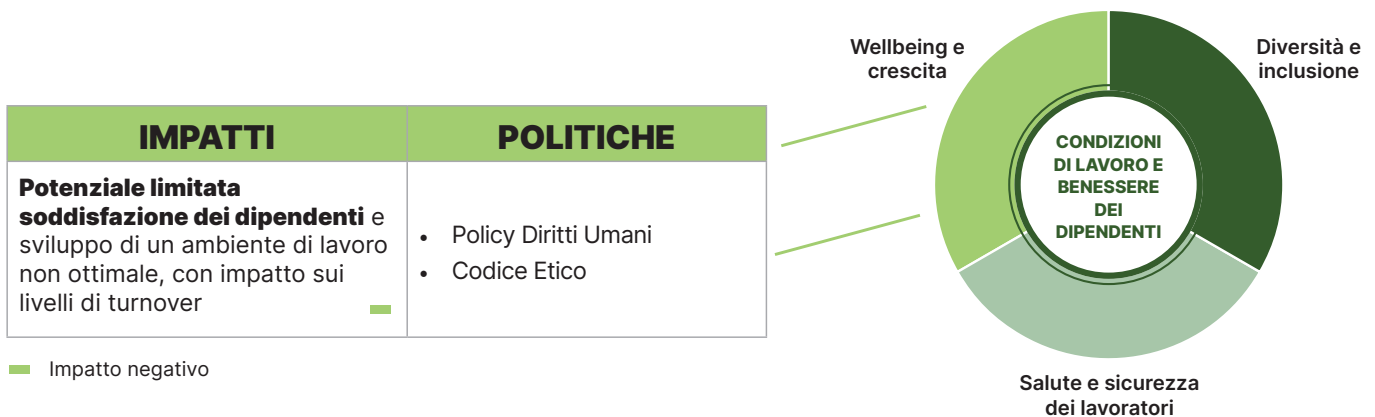 Wellbeing e
crescita
Diversità e
inclusione
CONDIZIONI
DI LAVORO E
BENESSERE
DEI
DIPENDENTI
Salute e sicurezza
dei lavoratori
IMPATTI
POLITICHE
Potenziale limitata
soddisfazione dei dipendenti e
sviluppo di un ambiente di lavoro
non ottimale, con impatto sui
livelli di turnover
• Policy Diritti Umani
• Codice Etico
Impatto negativo